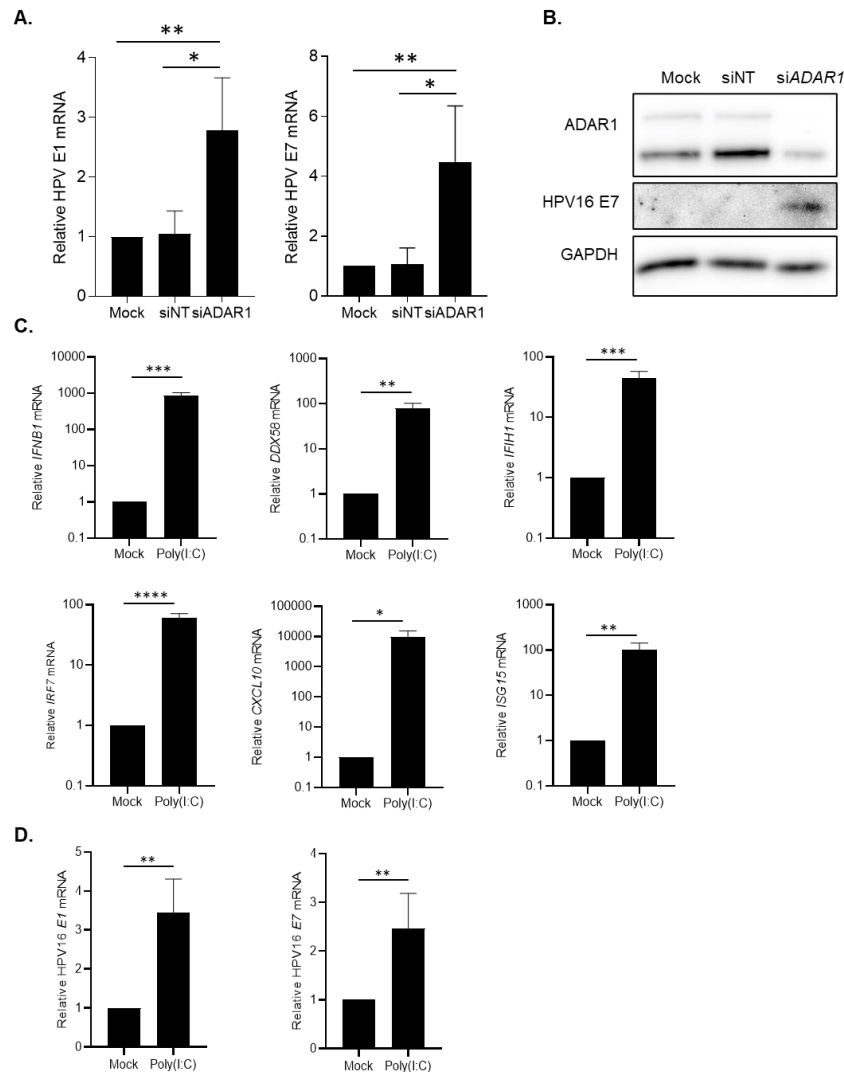 A.
**
*
4
3
2
1
0
Relative HPV E1 mRNA
Mock siNT siADAR1
**
*
8
6
4
2
0
Relative HPV E7 mRNA
Mock siNT siADAR1
B.
Mock siNT siADAR1
ADAR1
HPV16 E7
GAPDH
C.
***
10000
1000
100
10
1
0.1
Relative IFNB1 mRNA
Mock Poly(I:C)
**
1000
100
10
1
0.1
Relative DDX58 mRNA
Mock Poly(I:C)
***
100
10
1
0.1
Relative IFIH1 mRNA
Mock Poly(I:C)
****
100
10
1
0.1
Relative IRF7 mRNA
Mock Poly(I:C)
*
100000
10000
1000
100
10
1
0.1
Relative CXCL10 mRNA
Mock Poly(I:C)
**
1000
100
10
1
0.1
Relative ISG15 mRNA
Mock Poly(I:C)
D.
**
5
4
3
2
1
0
Relative HPV16 E1 mRNA
Mock Poly(I:C)
**
4
3
2
1
0
Relative HPV16 E7 mRNA
Mock Poly(I:C)